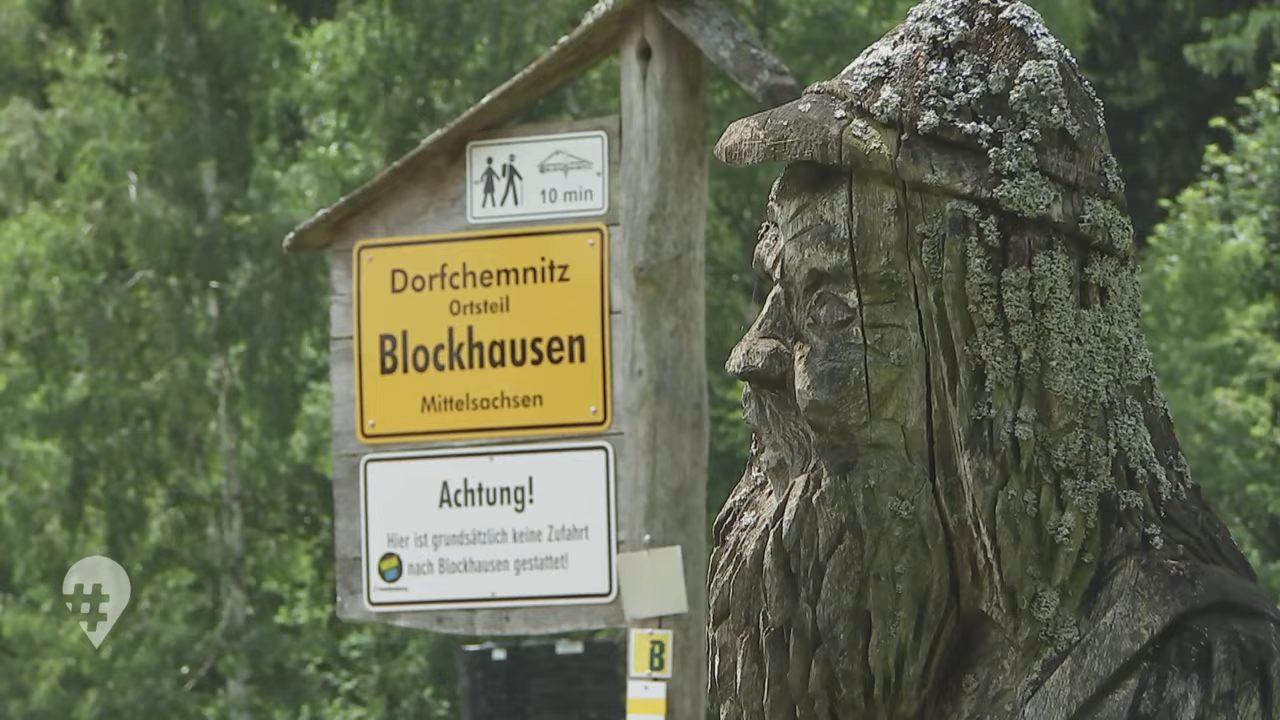 10 min
Dorfchemnitz
Ortsteil
Blockhausen
Mittelsachsen
Achtung!
Hier ist grundsätzlich keine Zufahrt
nach Blockhausen gestattet!
B
#